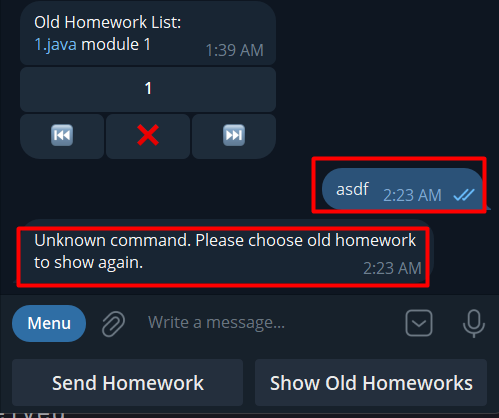 Old Homework List:
1.java module 1
1:39 AM
1
asdf 2:23 AM
Unknown command. Please choose old homework
to show again.
2:23 AM
Menu Write a message...
Send Homework Show Old Homeworks